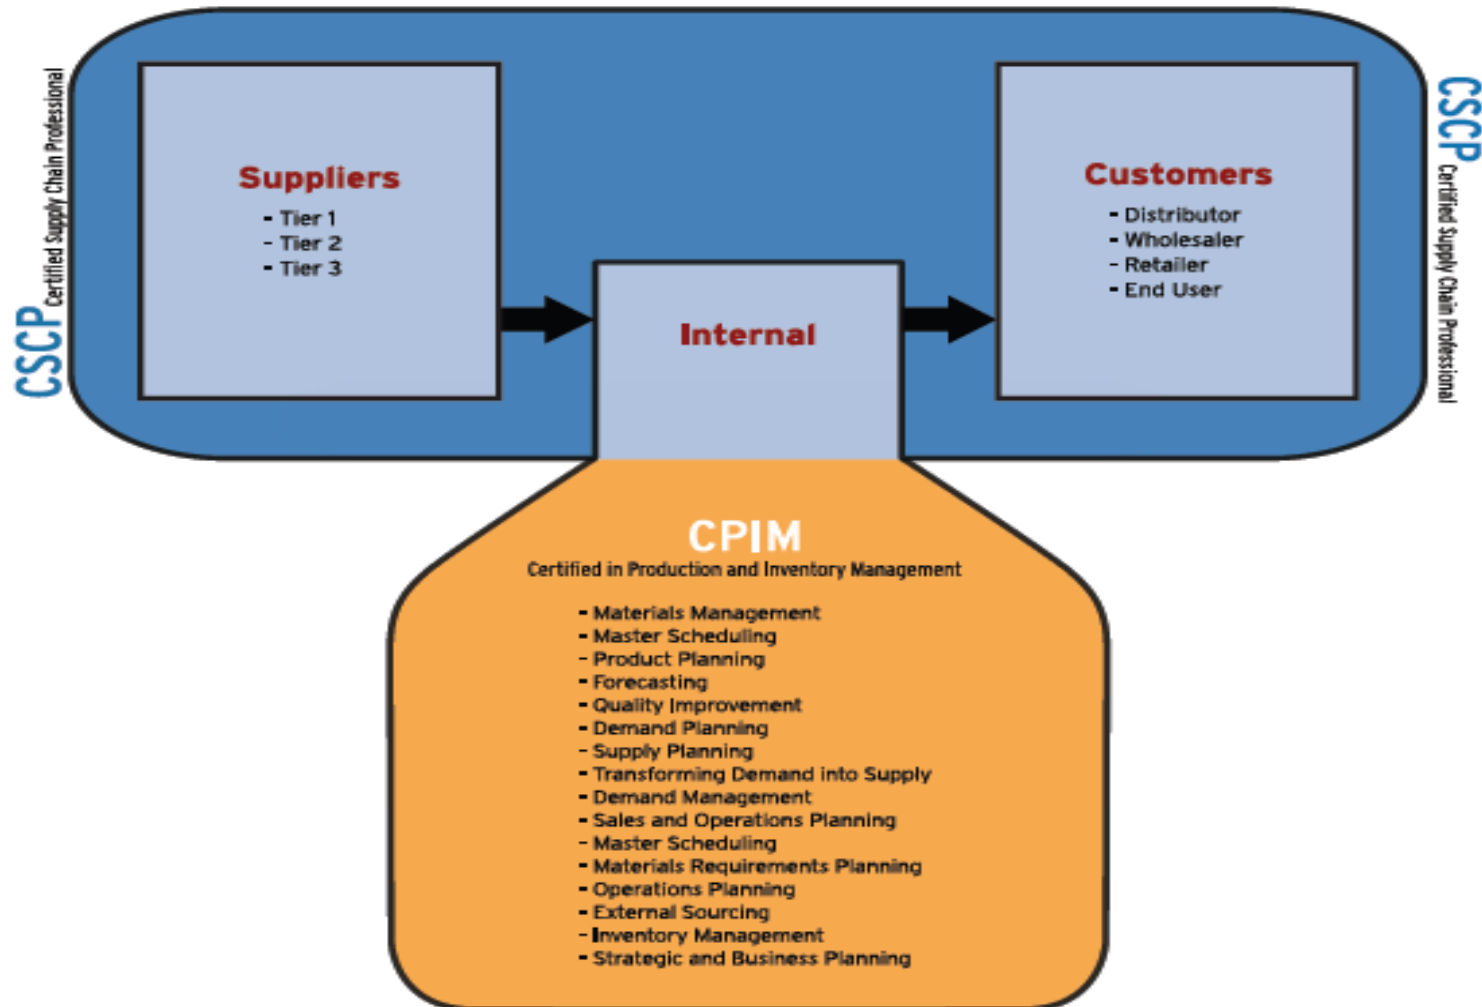 CSCP Certified Supply Chain Professional
Suppliers
- Tier 1
- Tier 2
- Tier 3
Internal
Customers
- Distributor
- Wholesaler
- Retailer
- End User
CSCP Certified Supply Chain Professional
CPIM
Certified in Production and Inventory Management
- Materials Management
- Master Scheduling
- Product Planning
- Forecasting
- Quality Improvement
- Demand Planning
- Supply Planning
- Transforming Demand into Supply
- Demand Management
- Sales and Operations Planning
- Master Scheduling
- Materials Requirements Planning
- Operations Planning
- External Sourcing
- Inventory Management
- Strategic and Business Planning